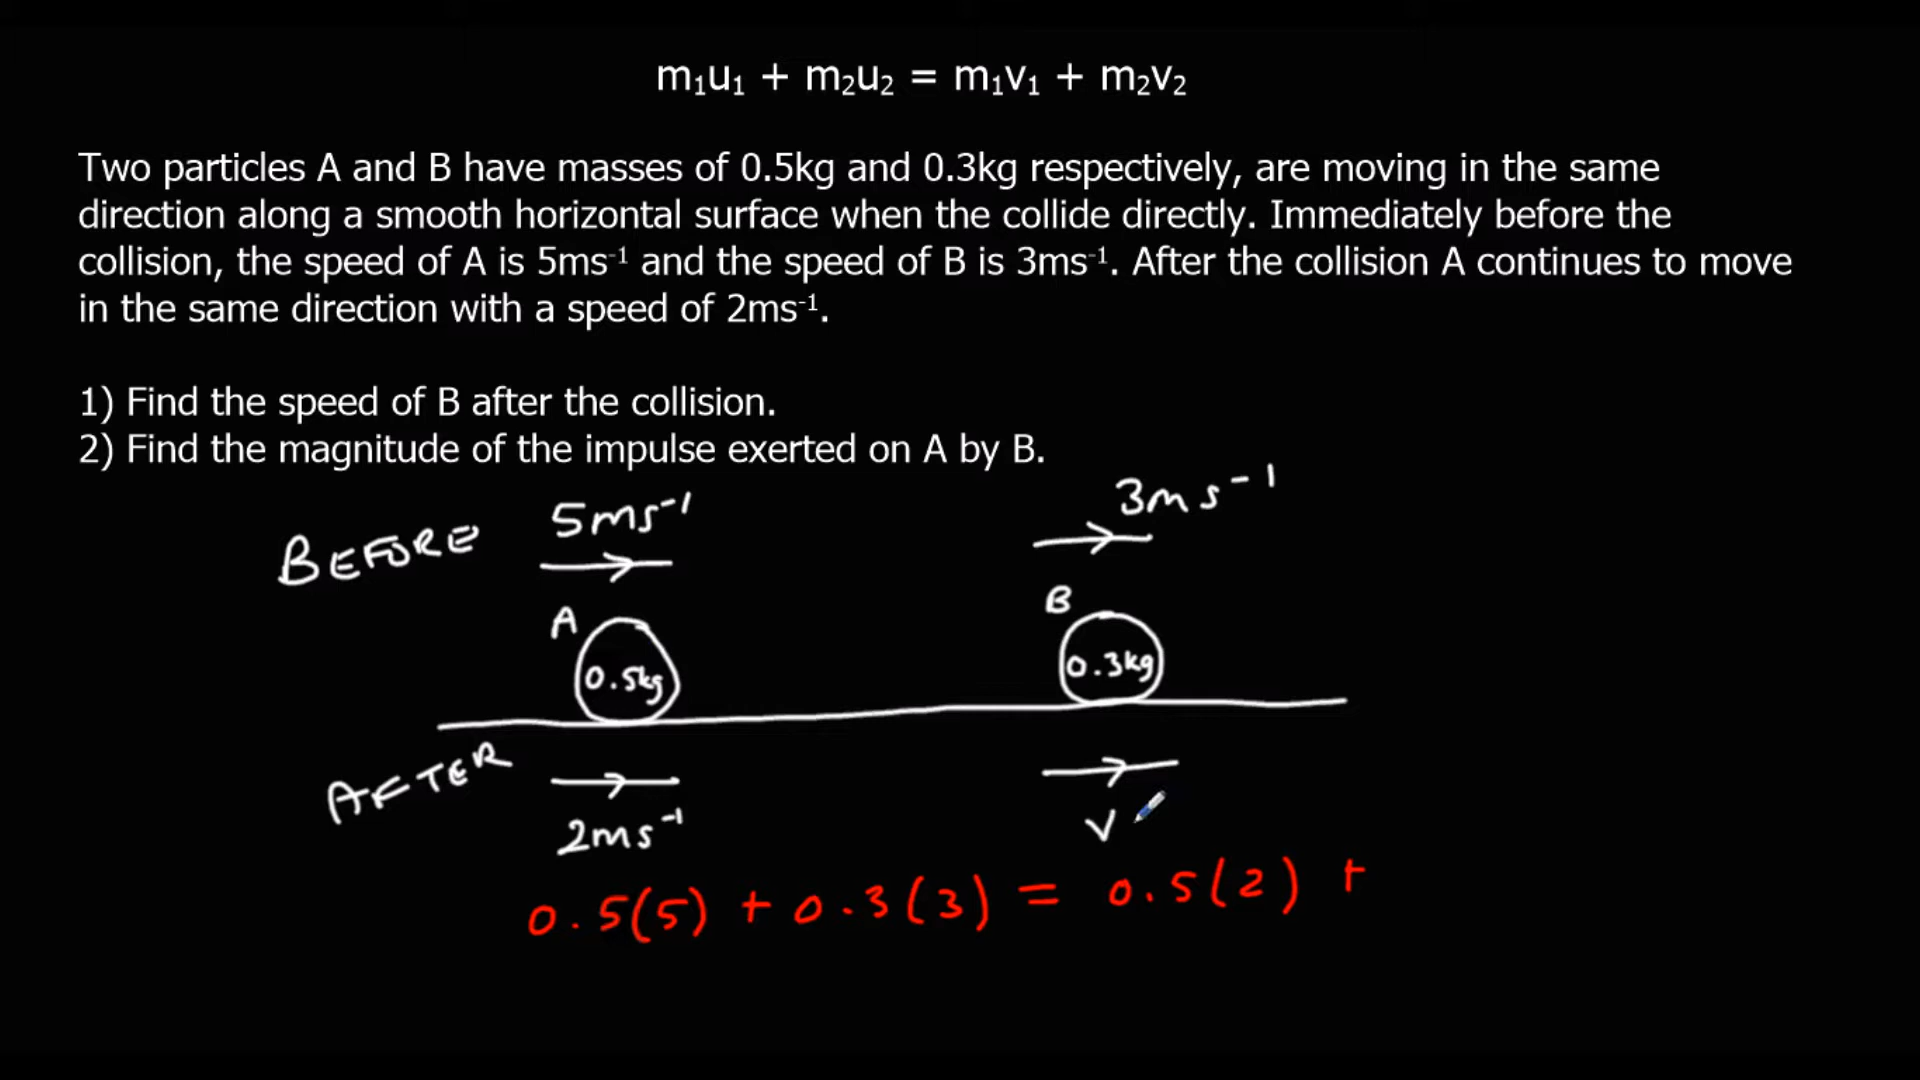 m₁u₁ + m₂u₂ = m₁v₁ + m₂v₂
Two particles A and B have masses of 0.5kg and 0.3kg respectively, are moving in the same
direction along a smooth horizontal surface when the collide directly. Immediately before the
collision, the speed of A is 5ms⁻¹ and the speed of B is 3ms⁻¹. After the collision A continues to move
in the same direction with a speed of 2ms⁻¹.
1) Find the speed of B after the collision.
2) Find the magnitude of the impulse exerted on A by B.
BEFORE 5ms⁻¹ 3ms⁻¹
A B
0.5kg 0.3kg
AFTER
2ms⁻¹ v
0.5(5) + 0.3(3) = 0.5(2) +